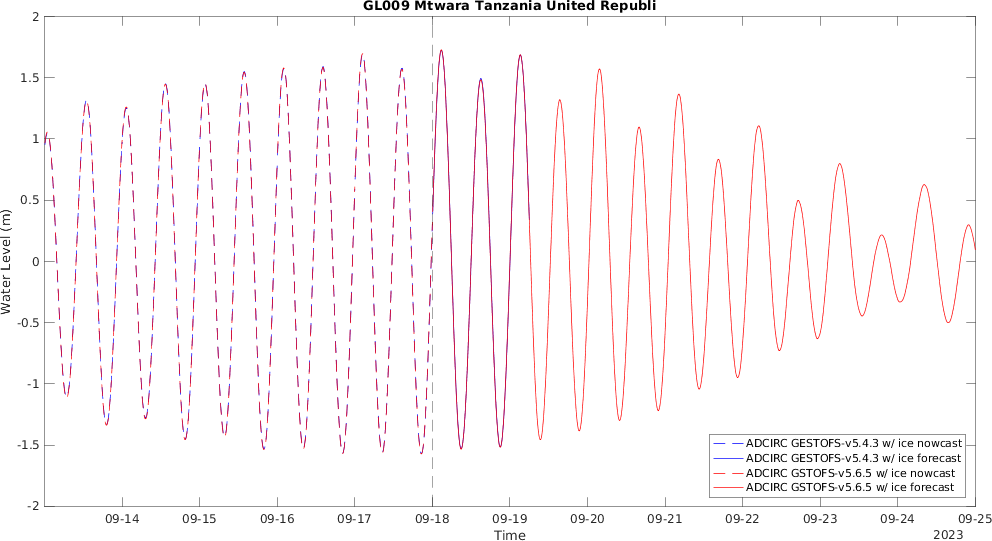 GL009 Mtwara Tanzania United Republi
2
1.5
1
0.5
0
-0.5
-1
-1.5
-2
Water Level (m)
ADCIRC GESTOFS-v5.4.3 w/ ice nowcast
ADCIRC GESTOFS-v5.4.3 w/ ice forecast
ADCIRC GSTOFS-v5.6.5 w/ ice nowcast
ADCIRC GSTOFS-v5.6.5 w/ ice forecast
09-14 09-15 09-16 09-17 09-18 09-19 09-20 09-21 09-22 09-23 09-24 09-25
Time
2023